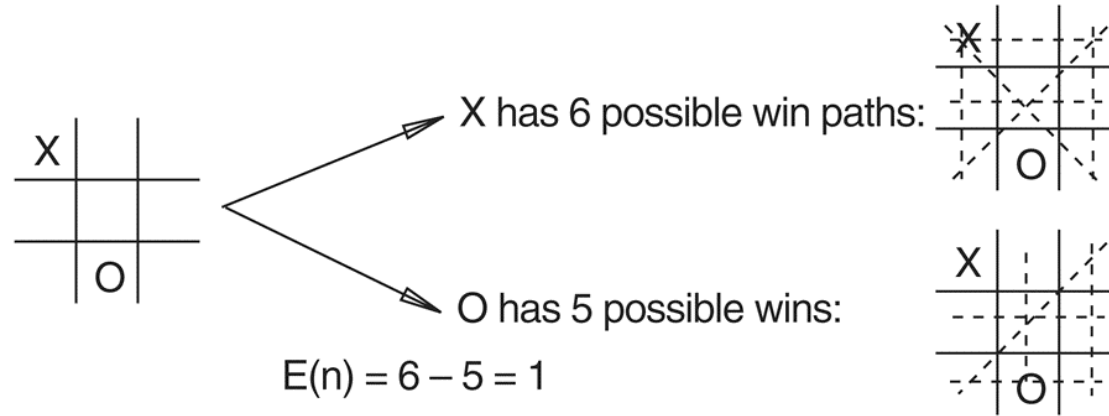 X
O
X has 6 possible win paths:
X
O
O has 5 possible wins:
X
O
E(n) = 6 – 5 = 1